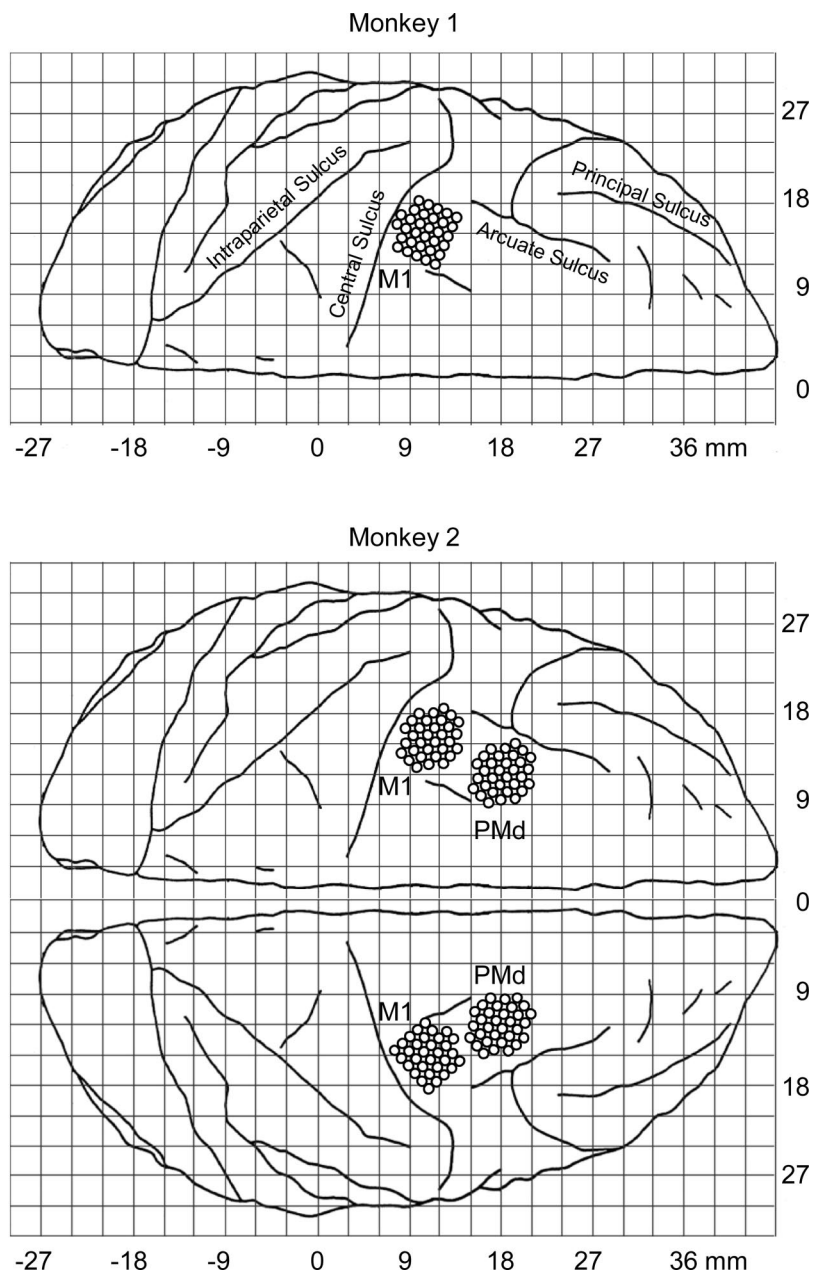 Monkey 1
27
18
9
0
Intraparietal Sulcus
Central Sulcus
Principal Sulcus
Arcuate Sulcus
M1
-27 -18 -9 0 9 18 27 36 mm
Monkey 2
27
18
9
0
M1
PMd
PMd
M1
9
18
27
-27 -18 -9 0 9 18 27 36 mm